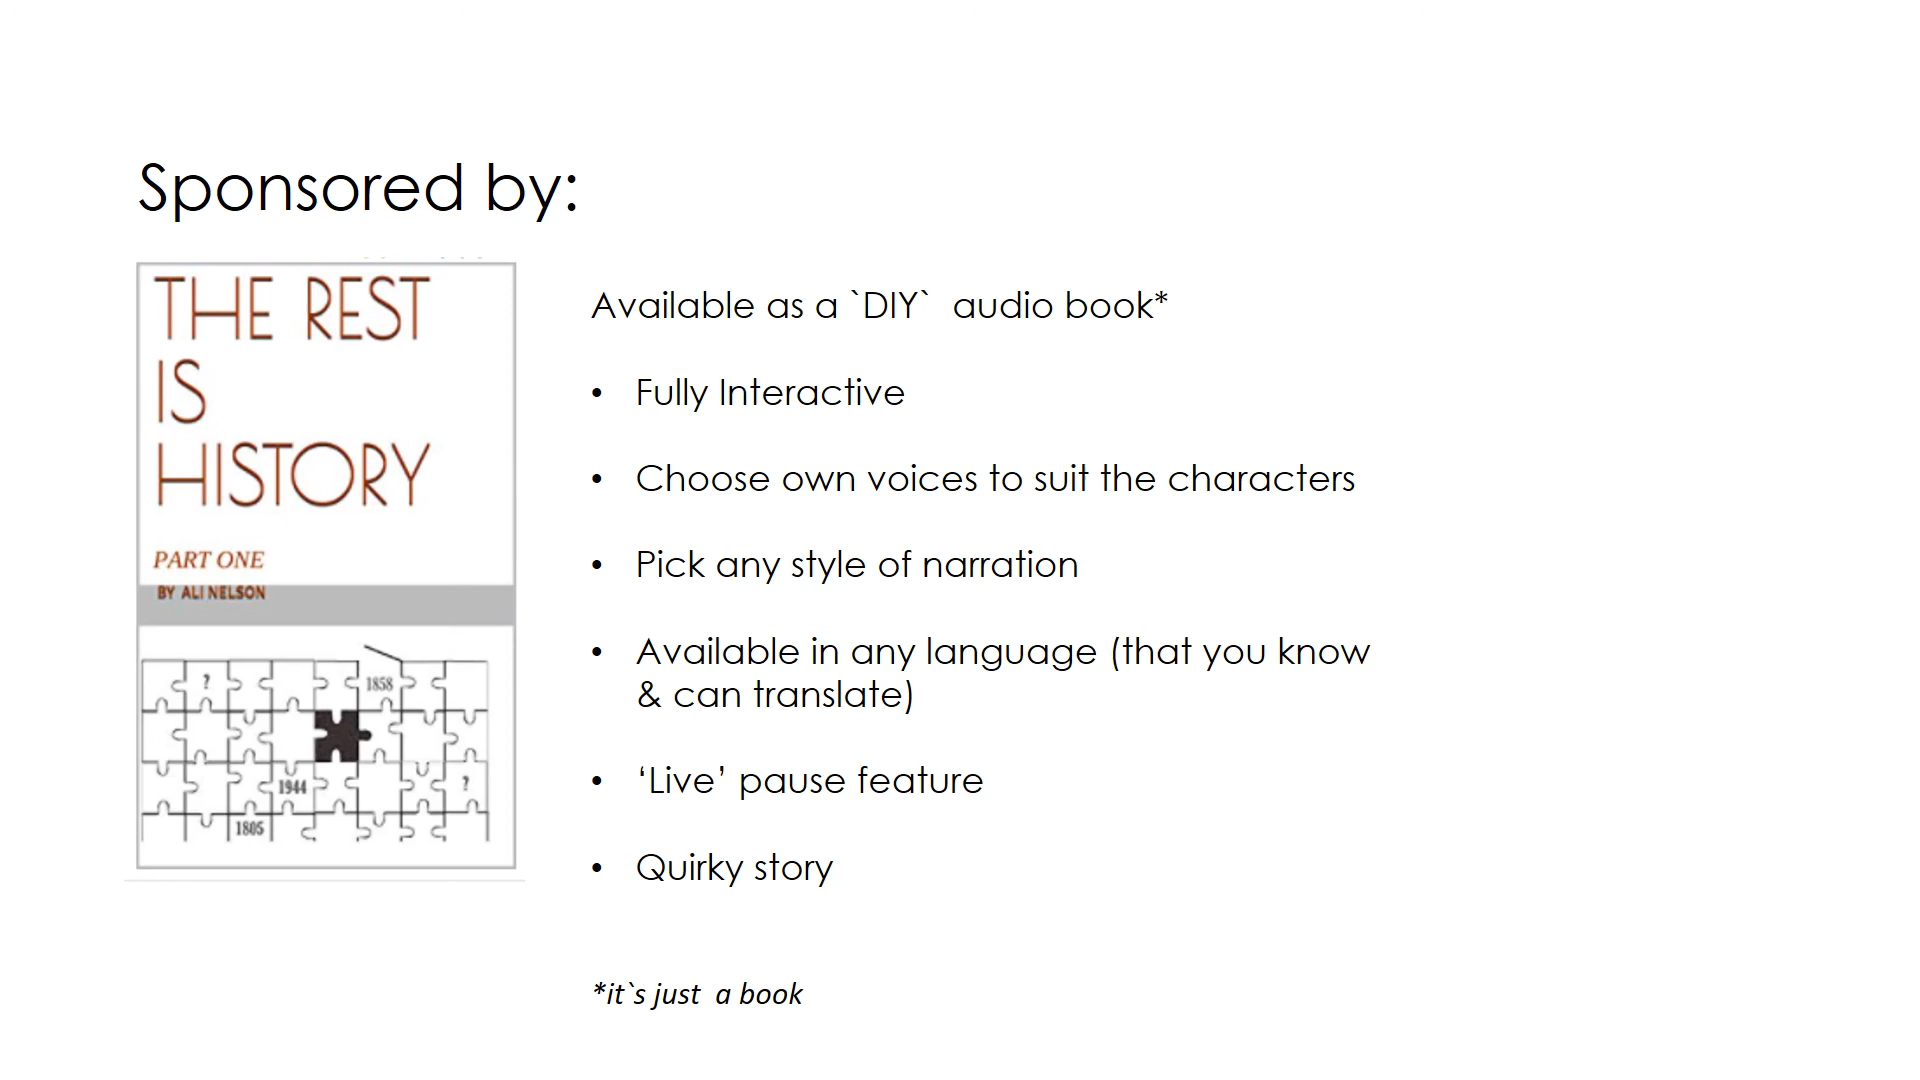 Sponsored by:
THE REST
IS
HISTORY
PART ONE
BY ALI NELSON
?
1858
1944
?
1805
Available as a `DIY`  audio book*
• Fully Interactive
• Choose own voices to suit the characters
• Pick any style of narration
• Available in any language (that you know
& can translate)
• ‘Live’ pause feature
• Quirky story
*it`s just  a book